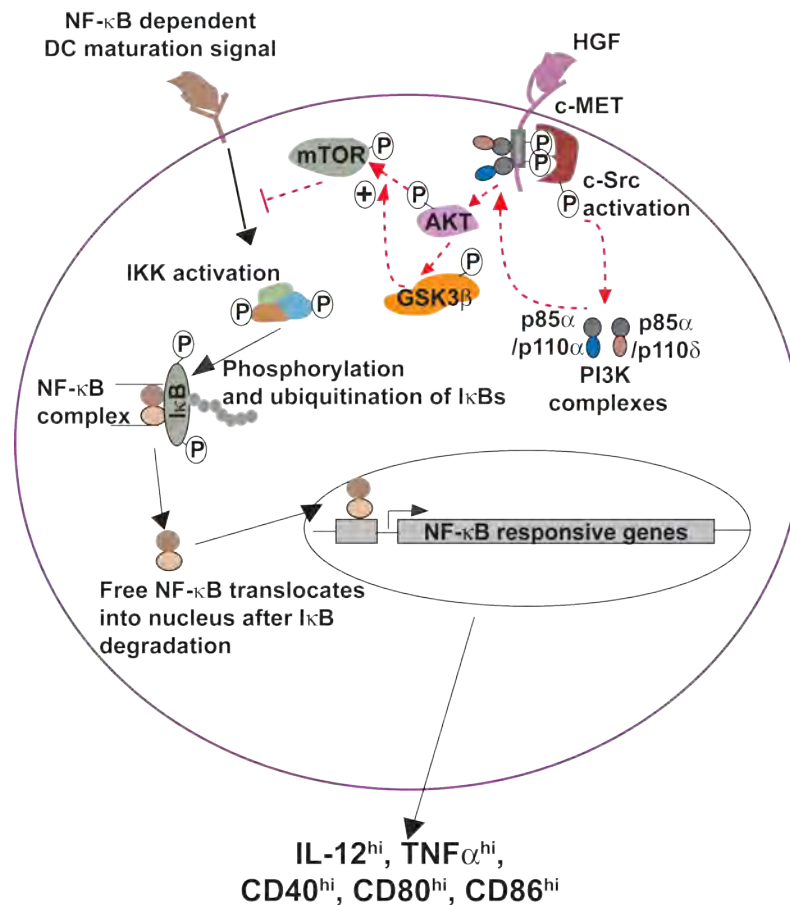 NF-κB dependent
DC maturation signal
HGF
c-MET
mTOR
P
+
P
AKT
P
P
P
c-Src
activation
P
GSK3β
IKK activation
P
P
p85α
/p110α
p85α
/p110δ
PI3K
complexes
P
Phosphorylation
and ubiquitination of IκBs
NF-κB
complex
IκB
P
NF-κB responsive genes
Free NF-κB translocates
into nucleus after IκB
degradation
IL-12hi, TNFαhi,
CD40hi, CD80hi, CD86hi